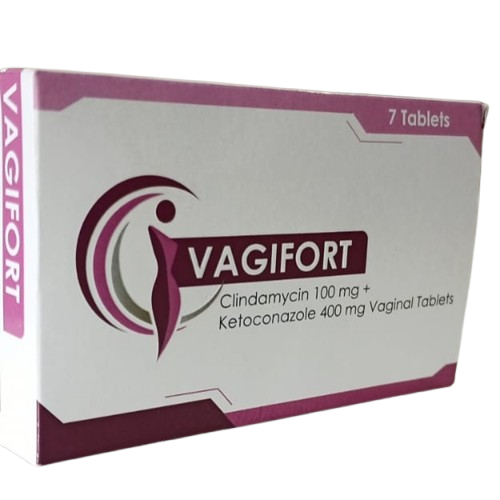 VAGIFORT
7 Tablets
VAGIFORT
Clindamycin 100 mg +
Ketoconazole 400 mg Vaginal Tablets